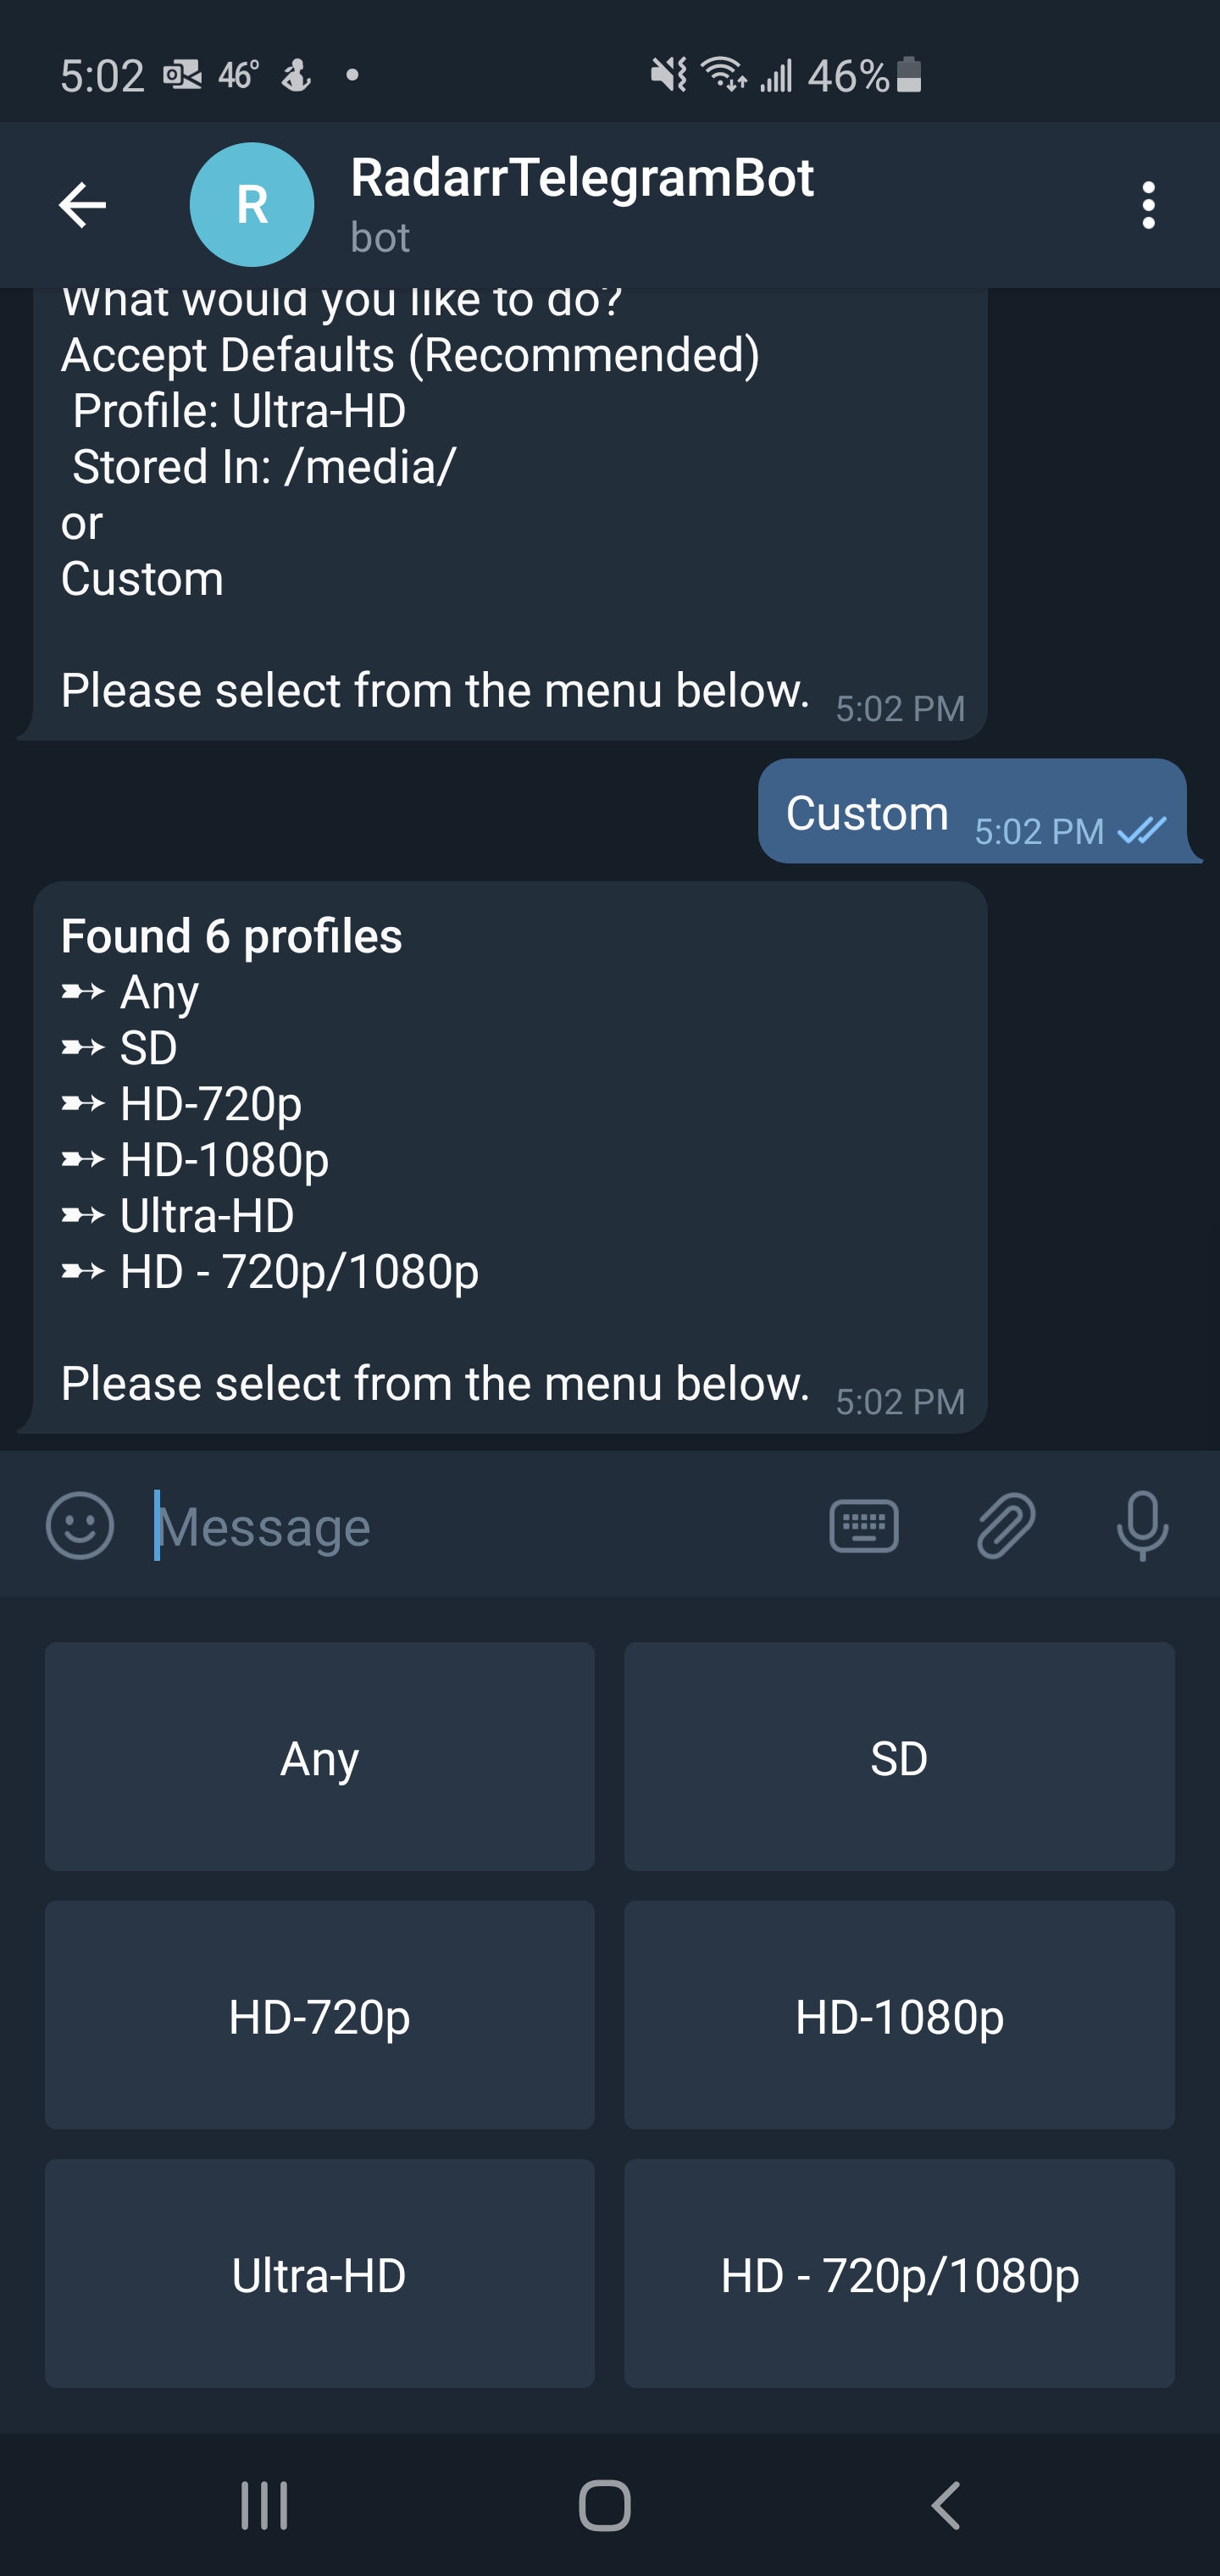 5:02 46° 46%
R
RadarrTelegramBot
bot
What would you like to do?
Accept Defaults (Recommended)
Profile: Ultra-HD
Stored In: /media/
or
Custom
Please select from the menu below. 5:02 PM
Custom 5:02 PM
Found 6 profiles
➳ Any
➳ SD
➳ HD-720p
➳ HD-1080p
➳ Ultra-HD
➳ HD - 720p/1080p
Please select from the menu below. 5:02 PM
Message
Any SD
HD-720p HD-1080p
Ultra-HD HD - 720p/1080p